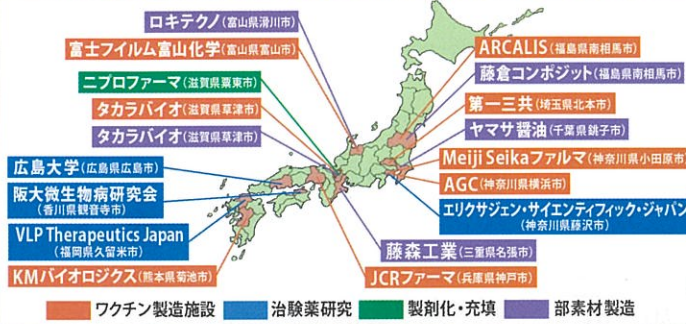 ロキテクノ(富山県滑川市)
富士フイルム富山化学(富山県富山市)
ニプロファーマ(滋賀県栗東市)
タカラバイオ(滋賀県草津市)
タカラバイオ(滋賀県草津市)
広島大学(広島県広島市)
阪大微生物病研究会
(香川県観音寺市)
VLP Therapeutics Japan
(福岡県久留米市)
KMバイオロジクス(熊本県菊池市)
ARCALIS(福島県南相馬市)
藤倉コンポジット(福島県南相馬市)
第一三共(埼玉県北本市)
ヤマサ醤油(千葉県銚子市)
Meiji Seikaファルマ(神奈川県小田原市)
AGC(神奈川県横浜市)
エリクサジェン・サイエンティフィック・ジャパン
(神奈川県藤沢市)
藤森工業(三重県名張市)
JCRファーマ(兵庫県神戸市)
ワクチン製造施設 治験薬研究 製剤化・充填 部素材製造